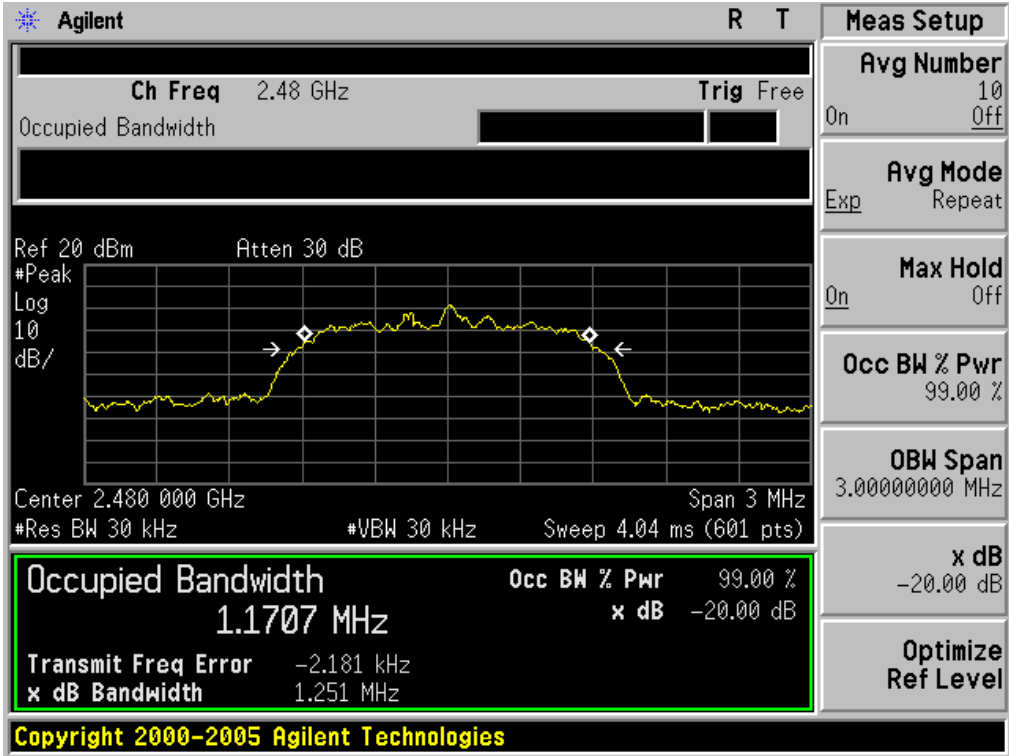 Agilent R T
Ch Freq 2.48 GHz Trig Free
Occupied Bandwidth
Ref 20 dBm Atten 30 dB
#Peak
Log
10
dB/
Center 2.480 000 GHz Span 3 MHz
#Res BW 30 kHz #VBW 30 kHz Sweep 4.04 ms (601 pts)
Occupied Bandwidth Occ BW % Pwr 99.00 %
1.1707 MHz x dB -20.00 dB
Transmit Freq Error -2.181 kHz
x dB Bandwidth 1.251 MHz
Copyright 2000-2005 Agilent Technologies
Meas Setup
Avg Number
10
On Off
Avg Mode
Exp Repeat
Max Hold
On Off
Occ BW % Pwr
99.00 %
OBW Span
3.00000000 MHz
x dB
-20.00 dB
Optimize
Ref Level